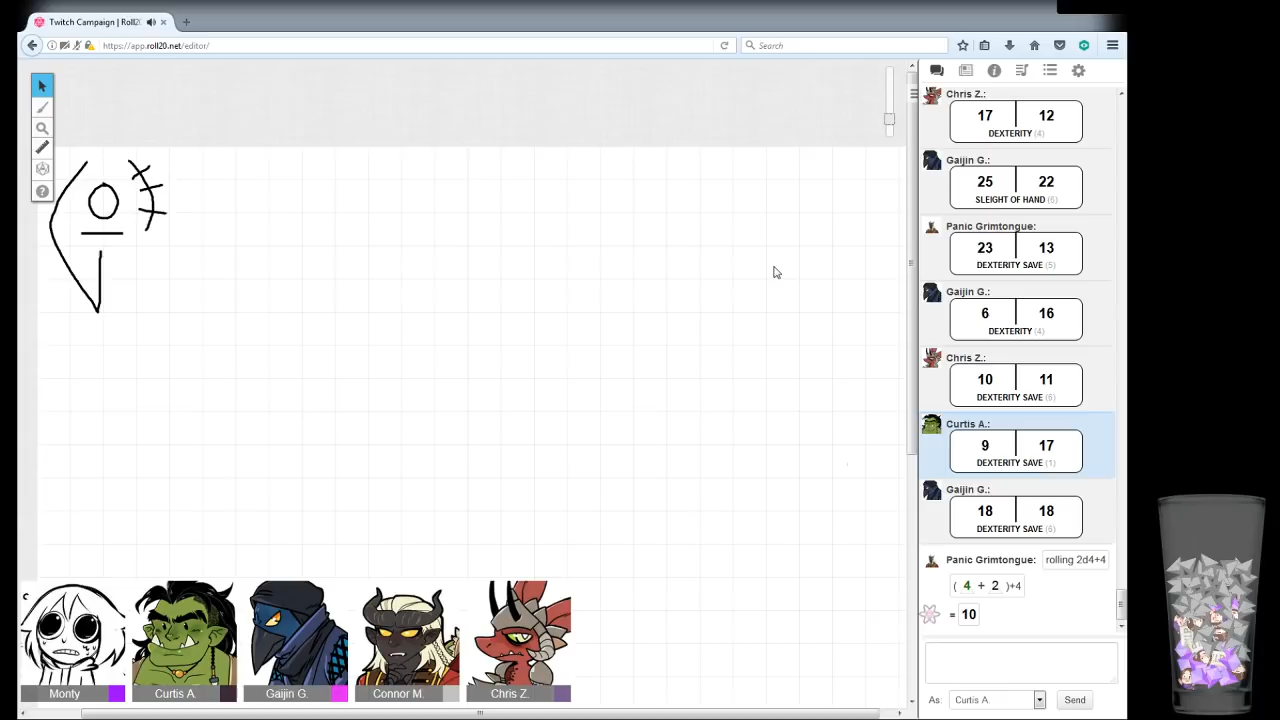 Twitch Campaign | Roll20
https://app.roll20.net/editor/
Search
Chris Z.:
17 12
DEXTERITY (4)
Gaijin G.:
25 22
SLEIGHT OF HAND (6)
Panic Grimtongue:
23 13
DEXTERITY SAVE (5)
Gaijin G.:
6 16
DEXTERITY (4)
Chris Z.:
10 11
DEXTERITY SAVE (6)
Curtis A.:
9 17
DEXTERITY SAVE (1)
Gaijin G.:
18 18
DEXTERITY SAVE (6)
Panic Grimtongue: rolling 2d4+4
( 4 + 2 )+4
= 10
As: Curtis A. Send
Monty Curtis A. Gaijin G. Connor M. Chris Z.